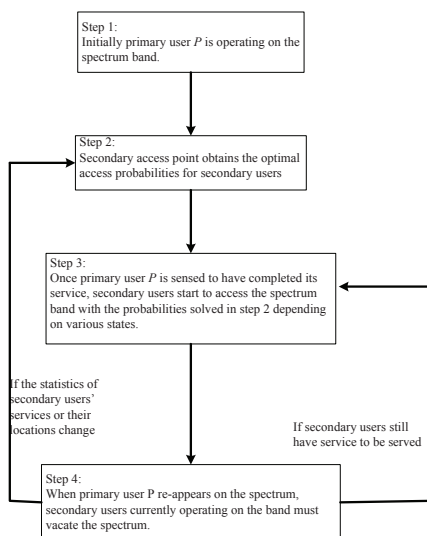 Step 1:
Initially primary user P is operating on the
spectrum band.
Step 2:
Secondary access point obtains the optimal
access probabilities for secondary users
Step 3:
Once primary user P is sensed to have completed its
service, secondary users start to access the spectrum
band with the probabilities solved in step 2 depending
on various states.
If the statistics of
secondary users’
services or their
locations change
If secondary users still
have service to be served
Step 4:
When primary user P re-appears on the spectrum,
secondary users currently operating on the band must
vacate the spectrum.